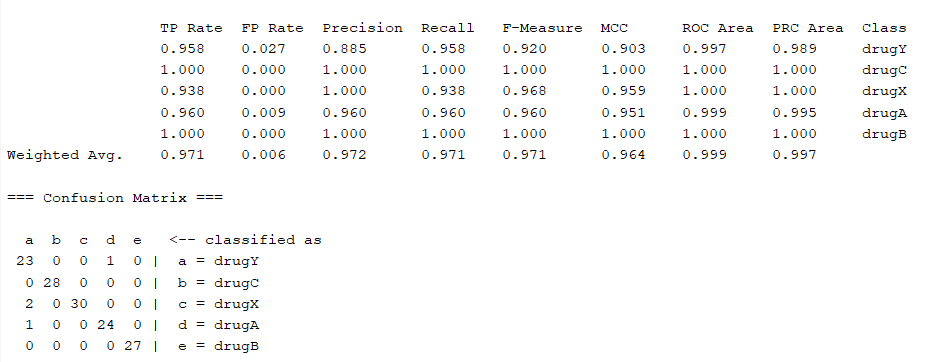 TP Rate  FP Rate  Precision  Recall   F-Measure  MCC      ROC Area  PRC Area  Class
                 0.958    0.027    0.885      0.958    0.920      0.903    0.997     0.989     drugY
                 1.000    0.000    1.000      1.000    1.000      1.000    1.000     1.000     drugC
                 0.938    0.000    1.000      0.938    0.968      0.959    1.000     1.000     drugX
                 0.960    0.009    0.960      0.960    0.960      0.951    0.999     0.995     drugA
                 1.000    0.000    1.000      1.000    1.000      1.000    1.000     1.000     drugB
Weighted Avg.    0.971    0.006    0.972      0.971    0.971      0.964    0.999     0.997
=== Confusion Matrix ===
  a  b  c  d  e   <-- classified as
 23  0  0  1  0 |  a = drugY
  0 28  0  0  0 |  b = drugC
  2  0 30  0  0 |  c = drugX
  1  0  0 24  0 |  d = drugA
  0  0  0  0 27 |  e = drugB